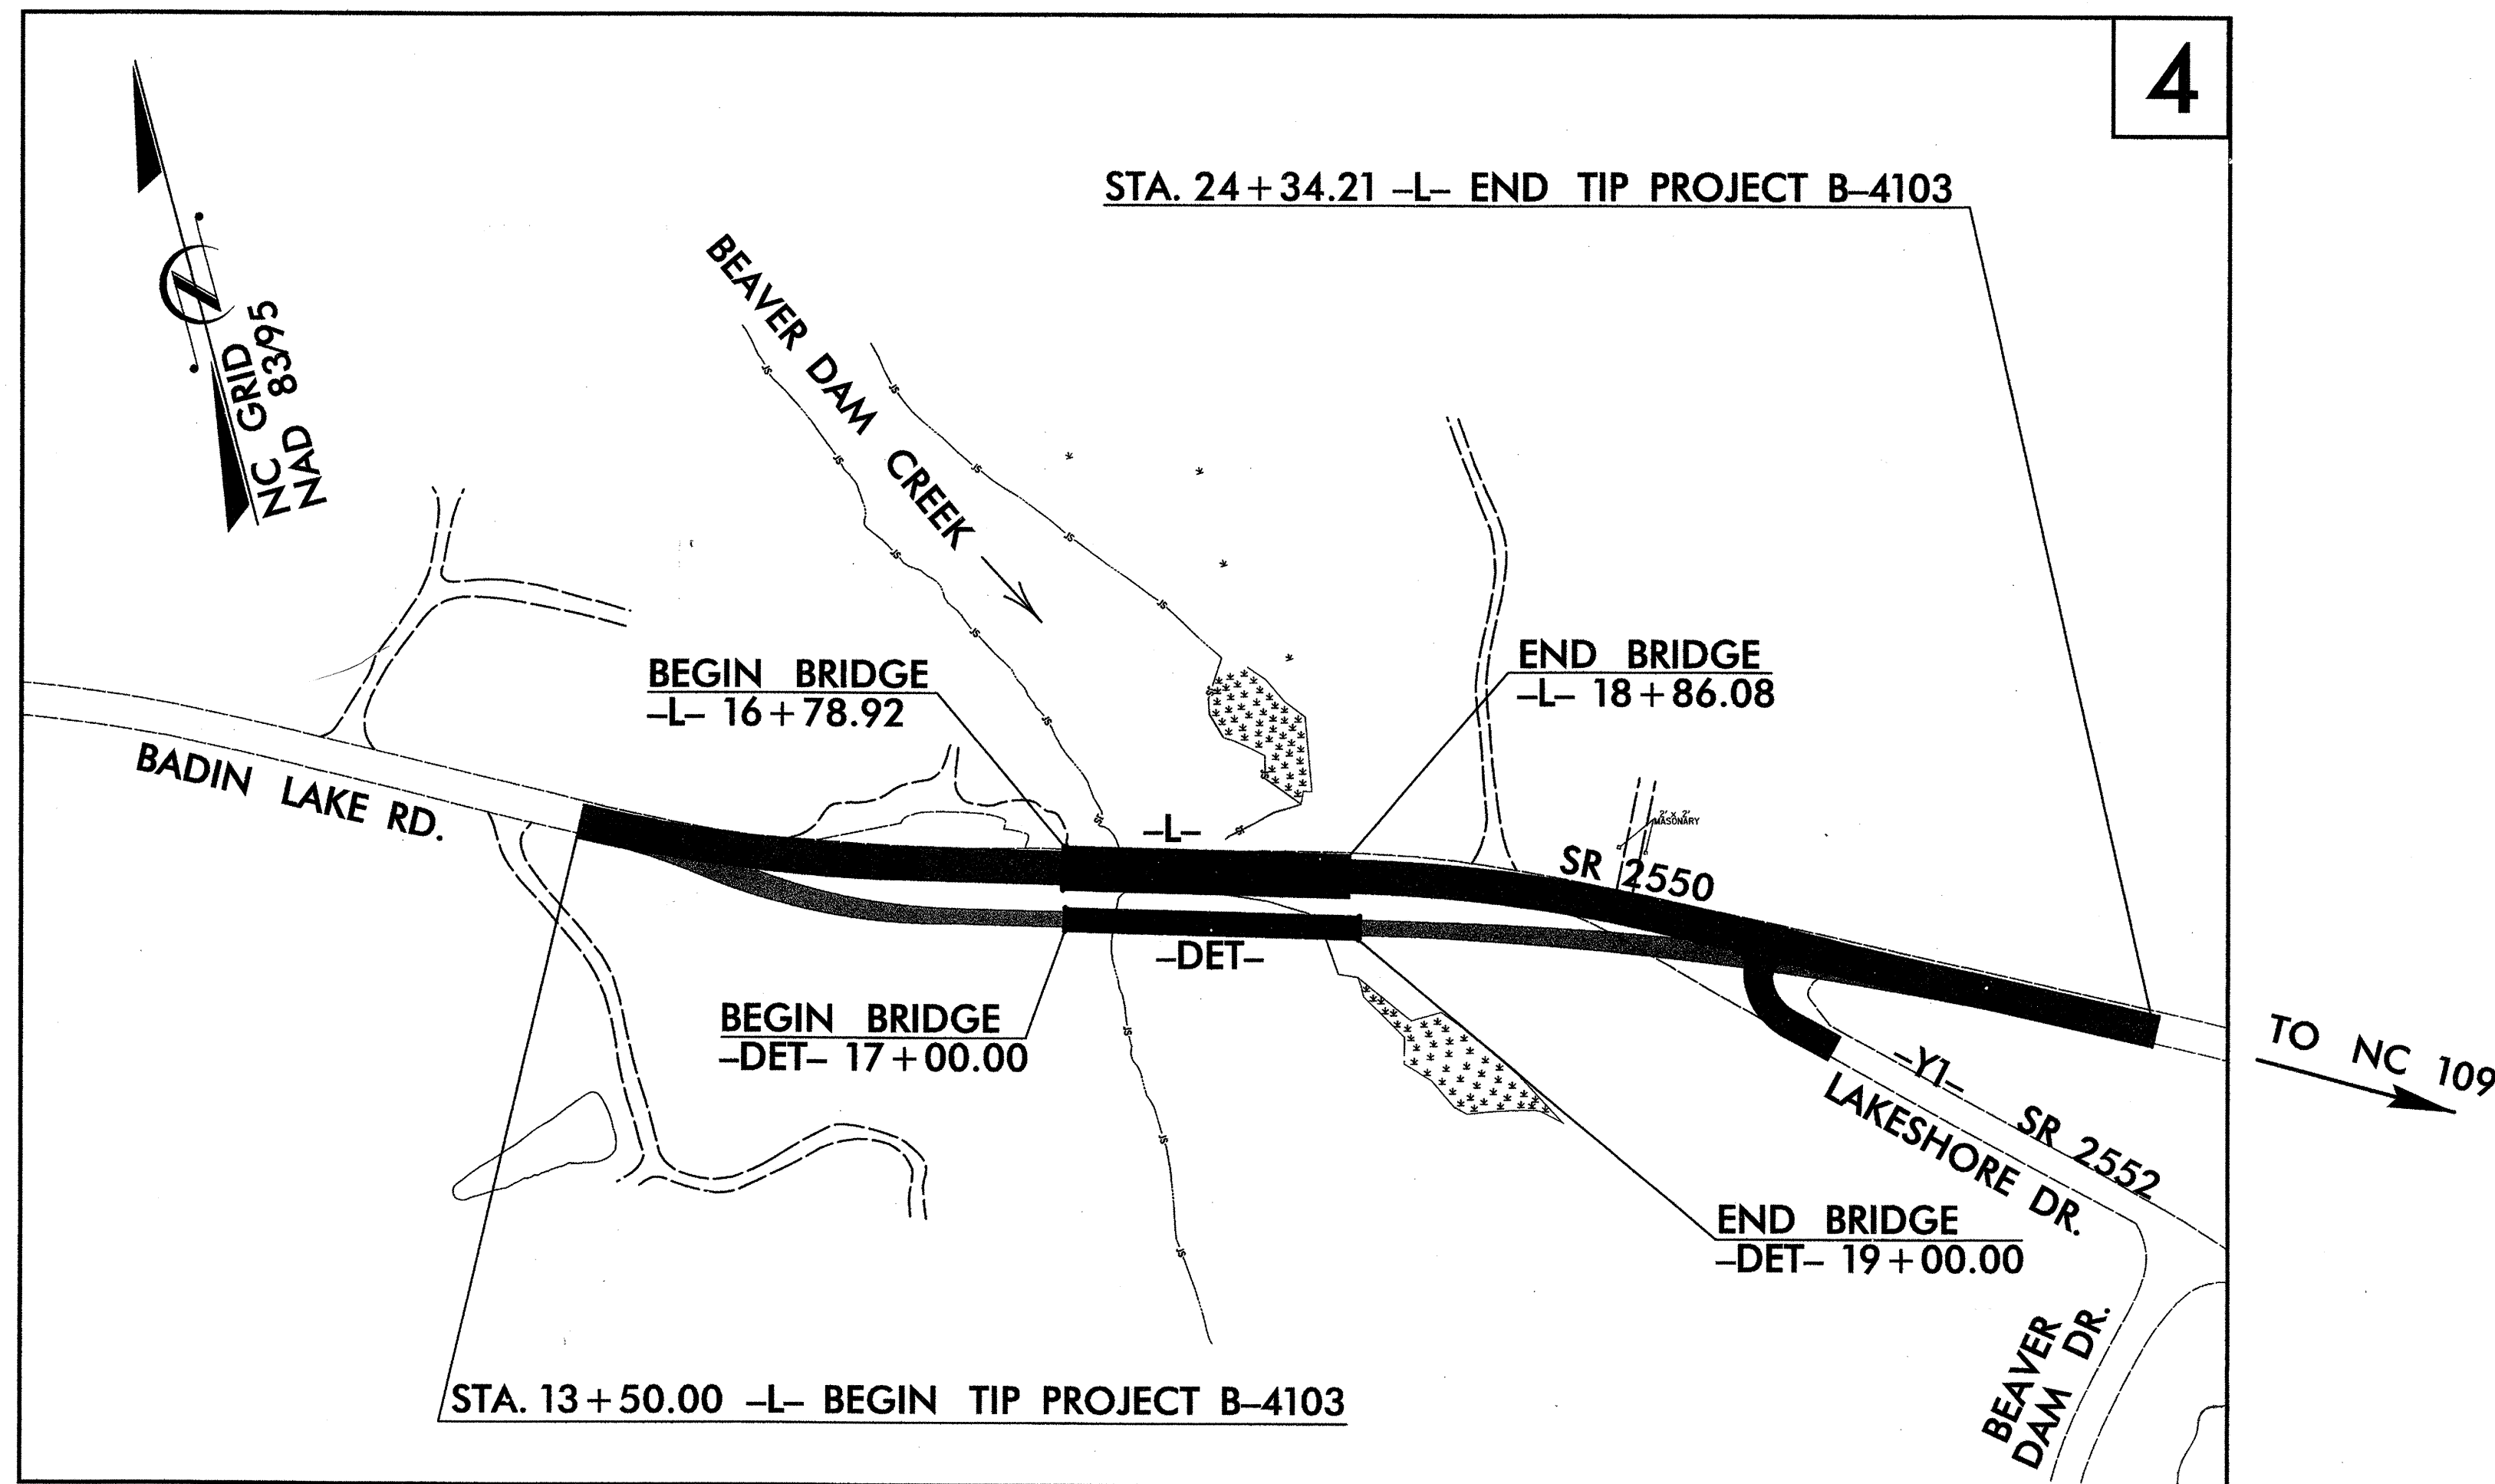 4
STA. 24+34.21 –L– END TIP PROJECT B–4103
NC GRID
NAD 83/95
BEAVER DAM CREEK
BEGIN BRIDGE
–L– 16+78.92
END BRIDGE
–L– 18+86.08
BADIN LAKE RD.
–L–
2' x 2'
MASONARY
SR 2550
–DET–
BEGIN BRIDGE
–DET– 17+00.00
TO NC 109
–Y1–
LAKESHORE DR.
SR 2552
END BRIDGE
–DET– 19+00.00
BEAVER
DAM DR.
STA. 13+50.00 –L– BEGIN TIP PROJECT B–4103